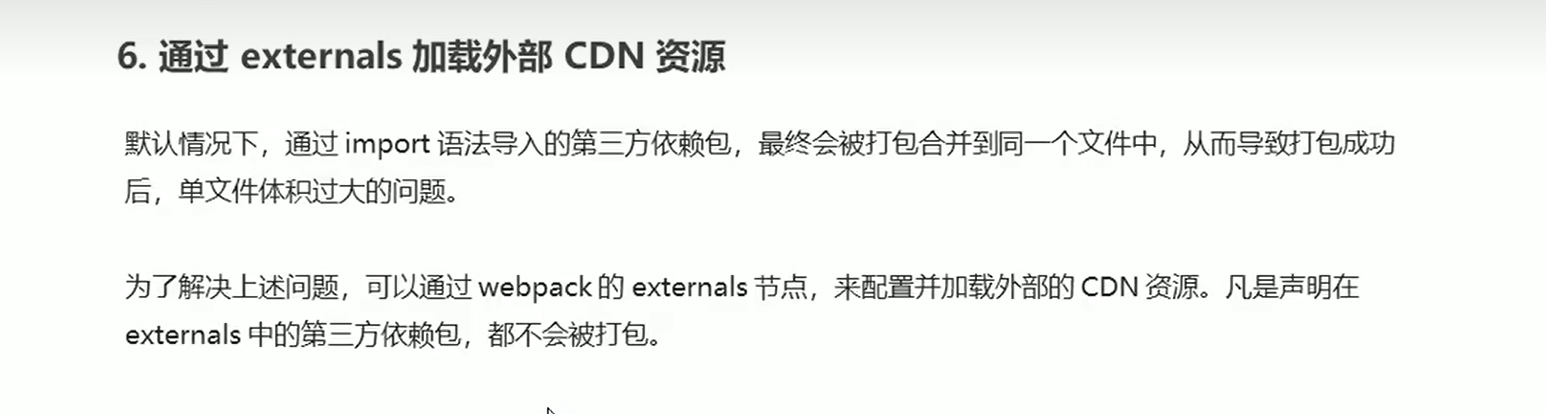 6. 通过 externals 加载外部 CDN 资源
默认情况下，通过 import 语法导入的第三方依赖包，最终会被打包合并到同一个文件中，从而导致打包成功
后，单文件体积过大的问题。
为了解决上述问题，可以通过 webpack 的 externals 节点，来配置并加载外部的 CDN 资源。凡是声明在
externals 中的第三方依赖包，都不会被打包。